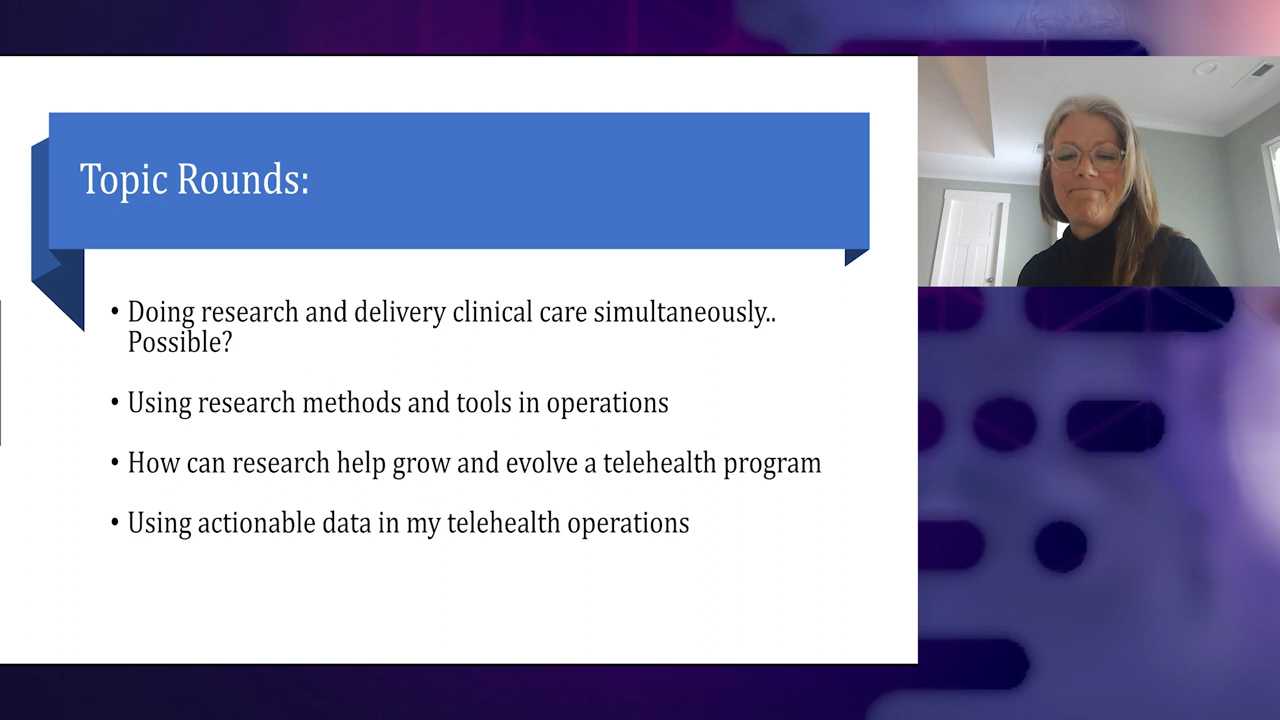 Topic Rounds:
• Doing research and delivery clinical care simultaneously..
Possible?
• Using research methods and tools in operations
• How can research help grow and evolve a telehealth program
• Using actionable data in my telehealth operations